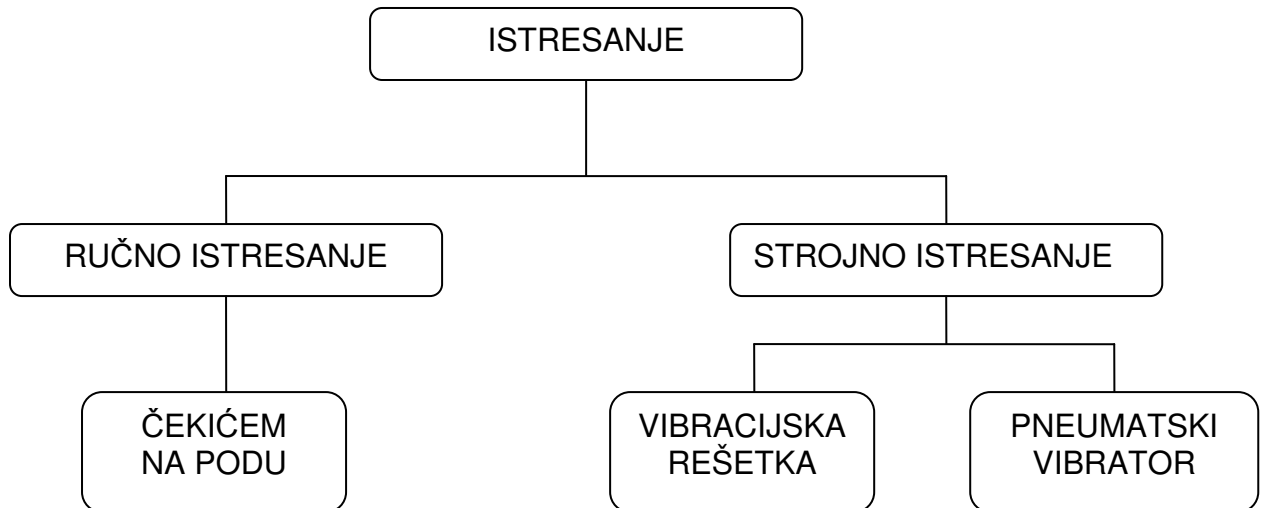 ISTRESANJE
RUČNO ISTRESANJE
STROJNO ISTRESANJE
ČEKIĆEM
NA PODU
VIBRACIJSKA
REŠETKA
PNEUMATSKI
VIBRATOR